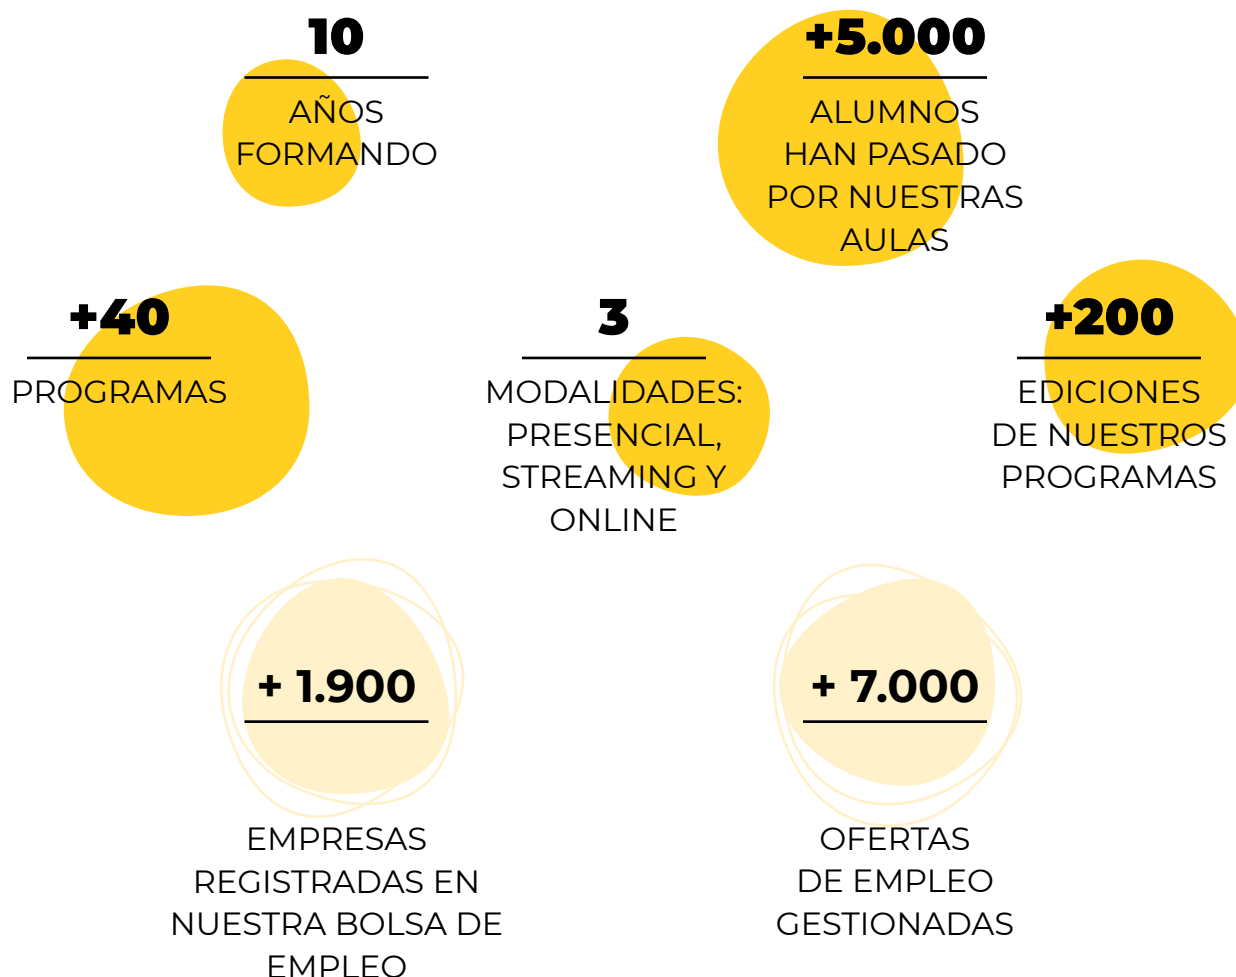 10
AÑOS
FORMANDO
+5.000
ALUMNOS
HAN PASADO
POR NUESTRAS
AULAS
+40
PROGRAMAS
3
MODALIDADES:
PRESENCIAL,
STREAMING Y
ONLINE
+200
EDICIONES
DE NUESTROS
PROGRAMAS
+ 1.900
EMPRESAS
REGISTRADAS EN
NUESTRA BOLSA DE
EMPLEO
+ 7.000
OFERTAS
DE EMPLEO
GESTIONADAS